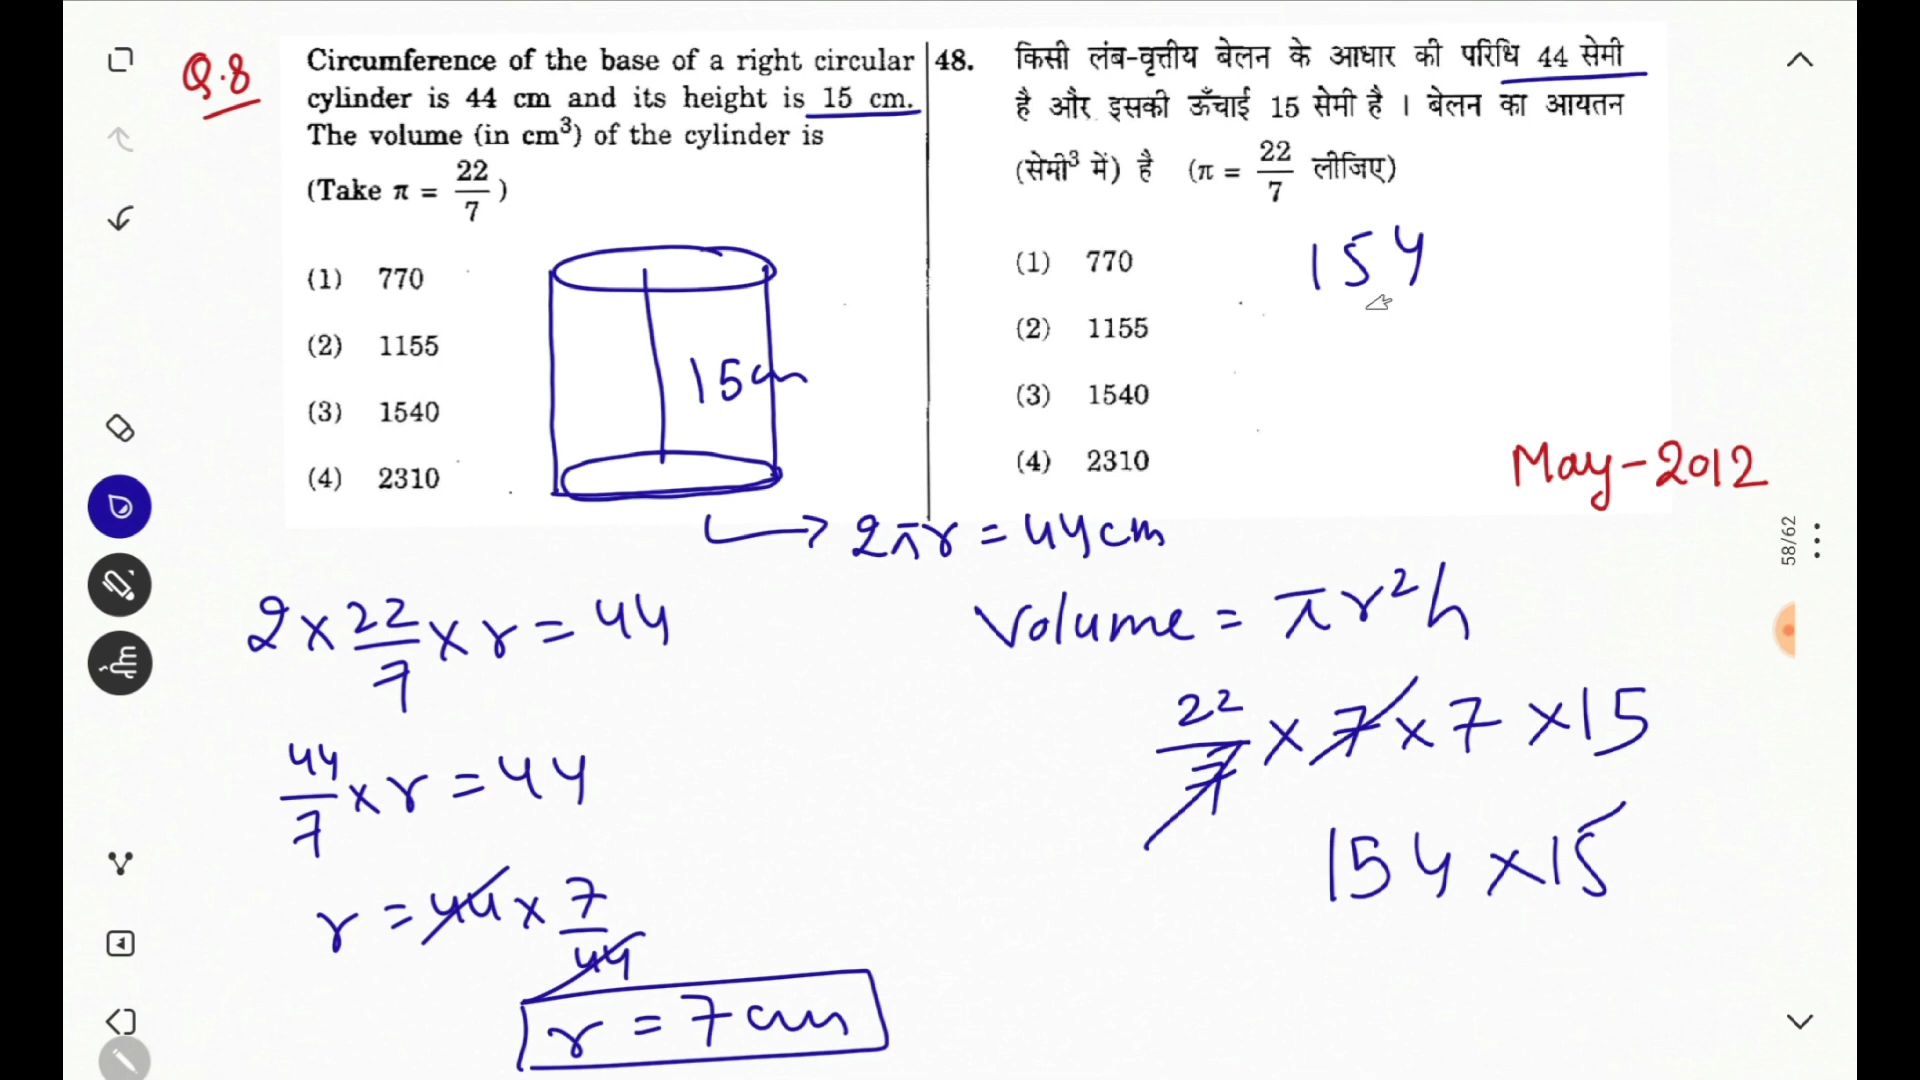 Q.8
Circumference of the base of a right circular
cylinder is 44 cm and its height is 15 cm.
The volume (in cm³) of the cylinder is
(Take π = 22/7)
(1) 770
(2) 1155
(3) 1540
(4) 2310
15cm
48. किसी लंब-वृत्तीय बेलन के आधार की परिधि 44 सेमी
है और इसकी ऊँचाई 15 सेमी है । बेलन का आयतन
(सेमी³ में) है (π = 22/7 लीजिए)
(1) 770
(2) 1155
(3) 1540
(4) 2310
154
May-2012
58/62
2πr = 44cm
2 × 22/7 × r = 44
44/7 × r = 44
r = 44 × 7/44
r = 7cm
Volume = πr²h
22/7 × 7 × 7 × 15
154 × 15